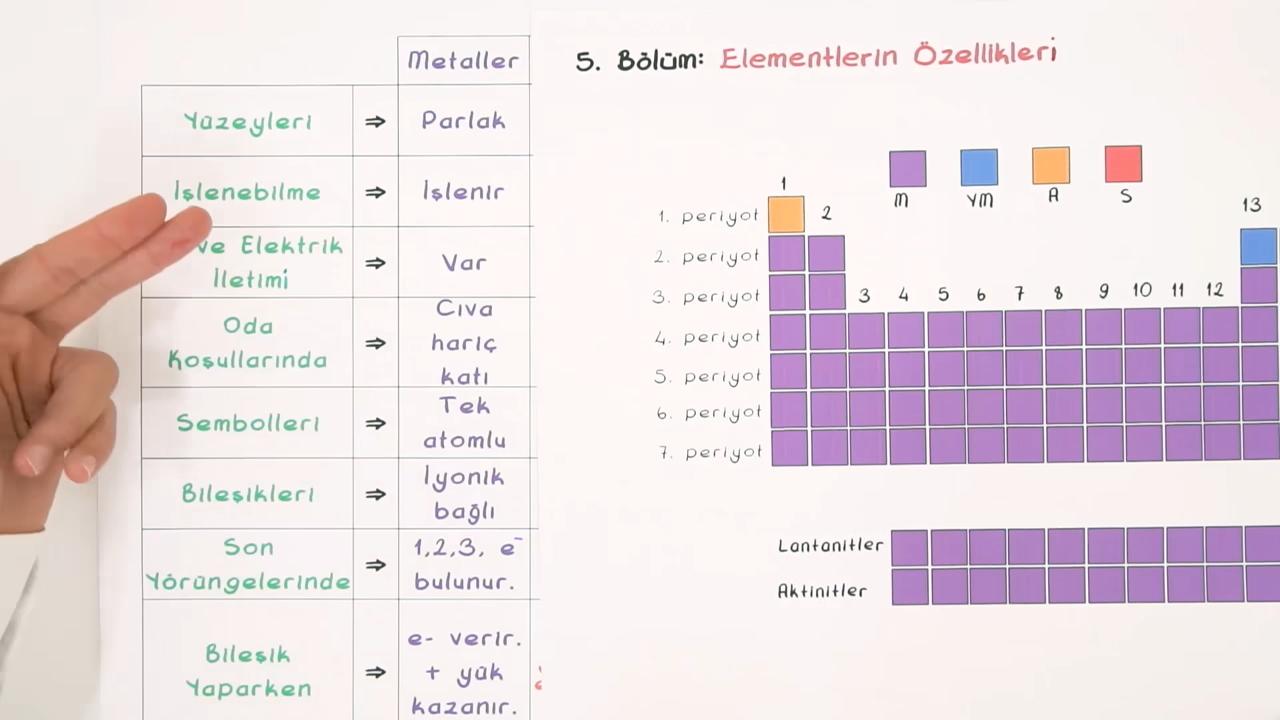 Metaller
Yüzeyleri ⇒ Parlak
İşlenebilme ⇒ İşlenir
ve Elektrik
İletimi ⇒ Var
Oda
Koşullarında ⇒ Cıva
hariç
katı
Sembolleri ⇒ Tek
atomlu
Bileşikleri ⇒ İyonik
bağlı
Son
Yörüngelerinde ⇒ 1,2,3, e⁻
bulunur.
Bileşik
Yaparken ⇒ e- verir.
+ yük
kazanır.
5. Bölüm: Elementlerin Özellikleri
M YM A S
1
2
13
1. periyot
2. periyot
3. periyot
3 4 5 6 7 8 9 10 11 12
4. periyot
5. periyot
6. periyot
7. periyot
Lantanitler
Aktinitler